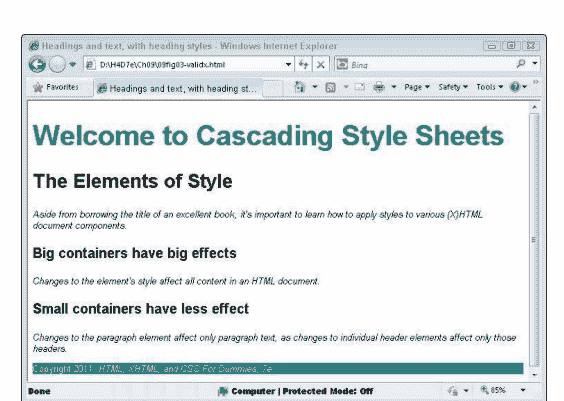 Headings and text, with heading styles - Windows Internet Explorer
D:\H4D7e\Ch09\09fig03-validx.html
Bing
Favorites Headings and text, with heading st... Page Safety Tools
Welcome to Cascading Style Sheets
The Elements of Style
Aside from borrowing the title of an excellent book, it's important to learn how to apply styles to various (X)HTML
document components.
Big containers have big effects
Changes to the element's style affect all content in an HTML document.
Small containers have less effect
Changes to the paragraph element affect only paragraph text, as changes to individual header elements affect only those
headers.
Copyright 2011, HTML, XHTML, and CSS For Dummies, 7e
Done Computer | Protected Mode: Off 85%